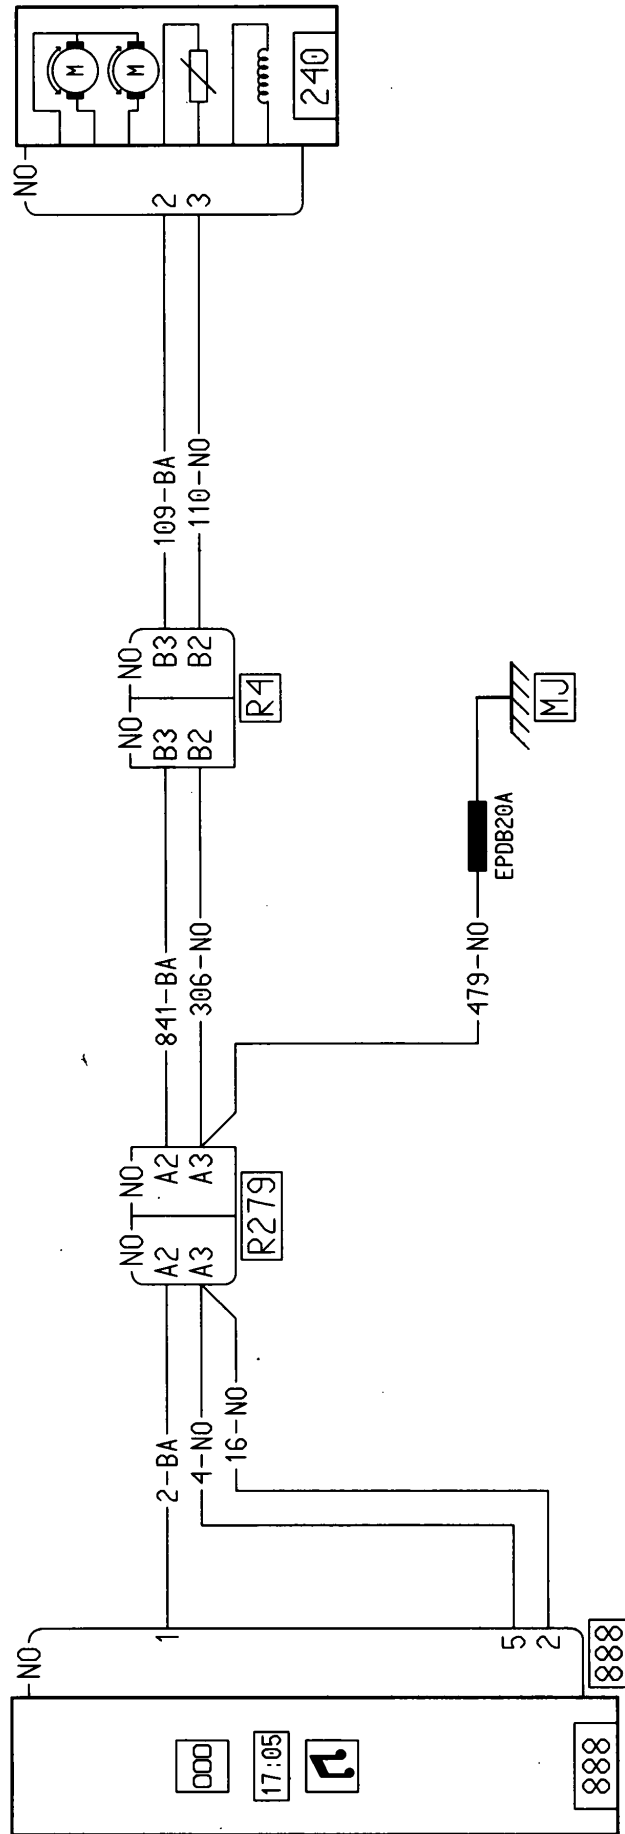 M
M
240
NO
2
3
109-BA
110-NO
NO
NO
B3
B3
B2
B2
R4
MJ
EPDB20A
841-BA
306-NO
479-NO
NO
NO
A2
A2
A3
A3
R279
2-BA
4-NO
16-NO
NO
1
5
2
888
000
17:05
888